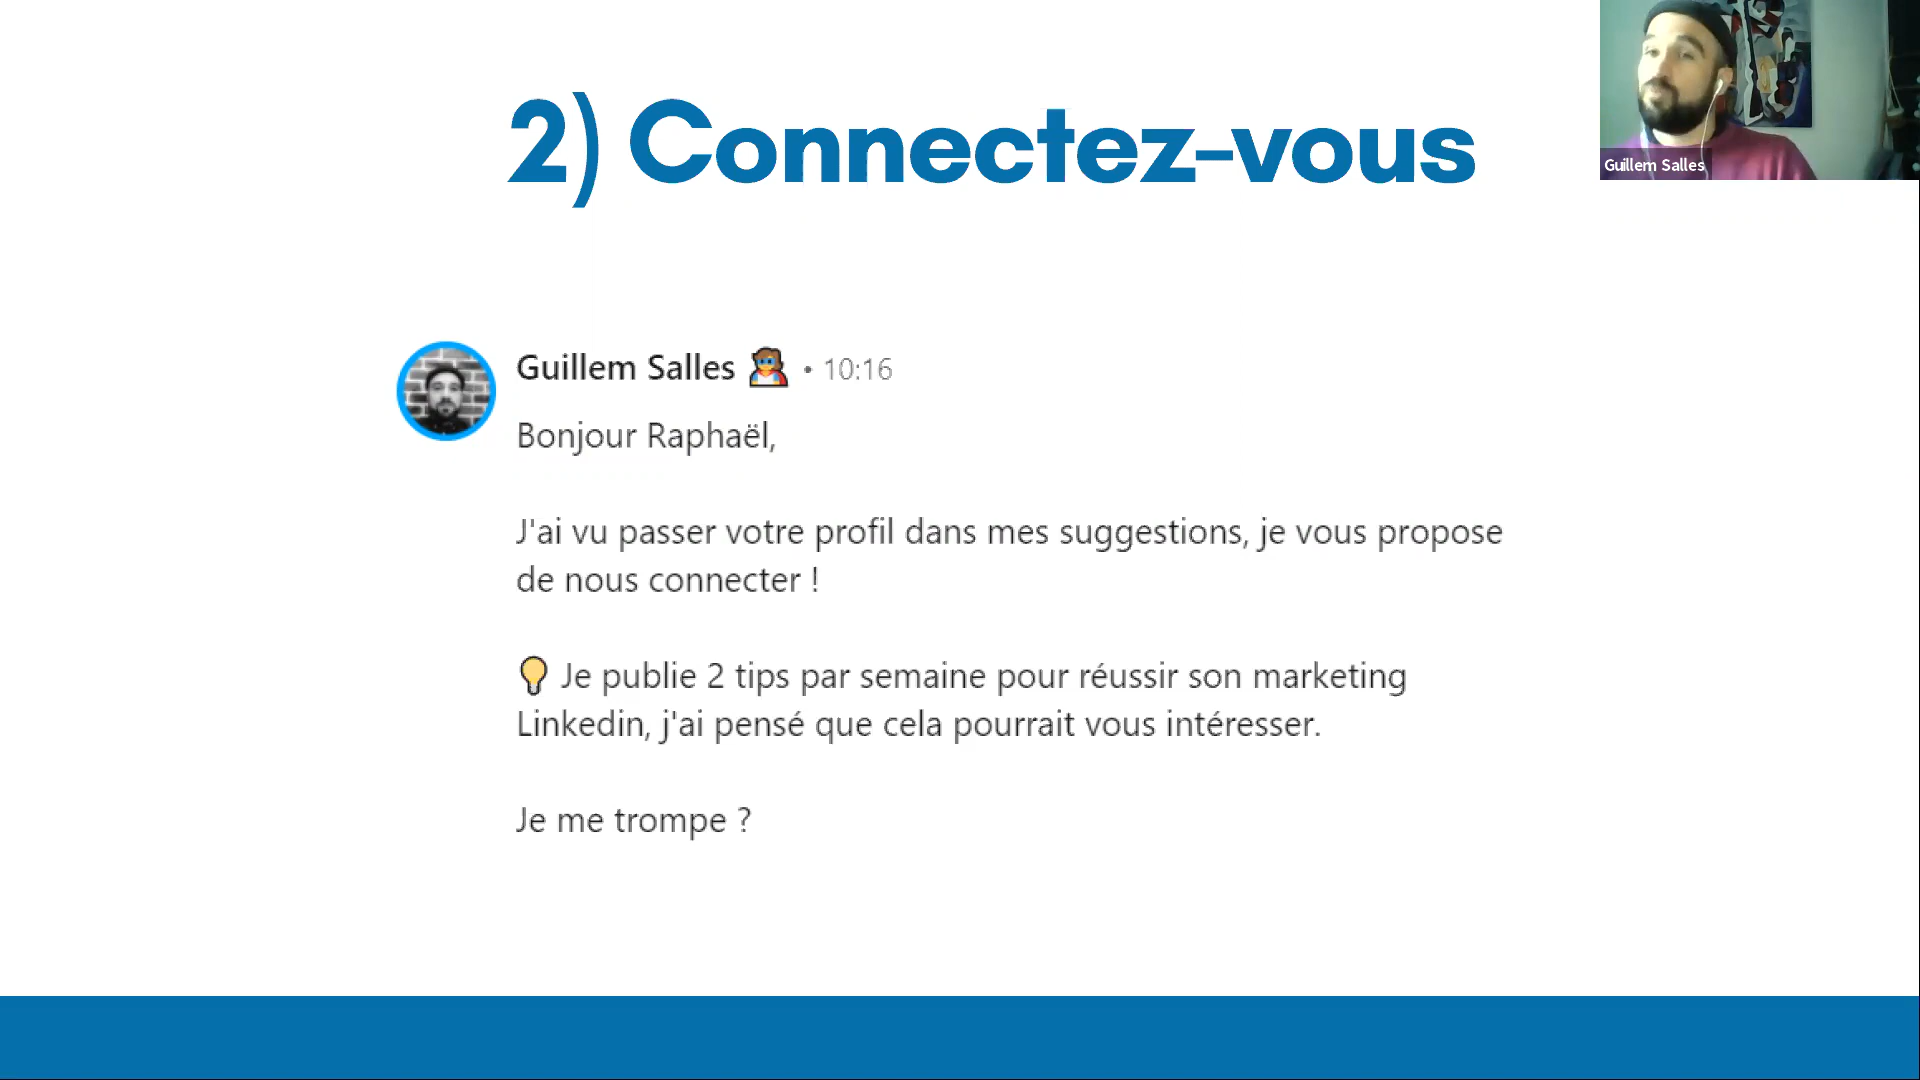 2) Connectez-vous
Guillem Salles
Guillem Salles 🦸 • 10:16
Bonjour Raphaël,
J'ai vu passer votre profil dans mes suggestions, je vous propose
de nous connecter !
💡 Je publie 2 tips par semaine pour réussir son marketing
Linkedin, j'ai pensé que cela pourrait vous intéresser.
Je me trompe ?